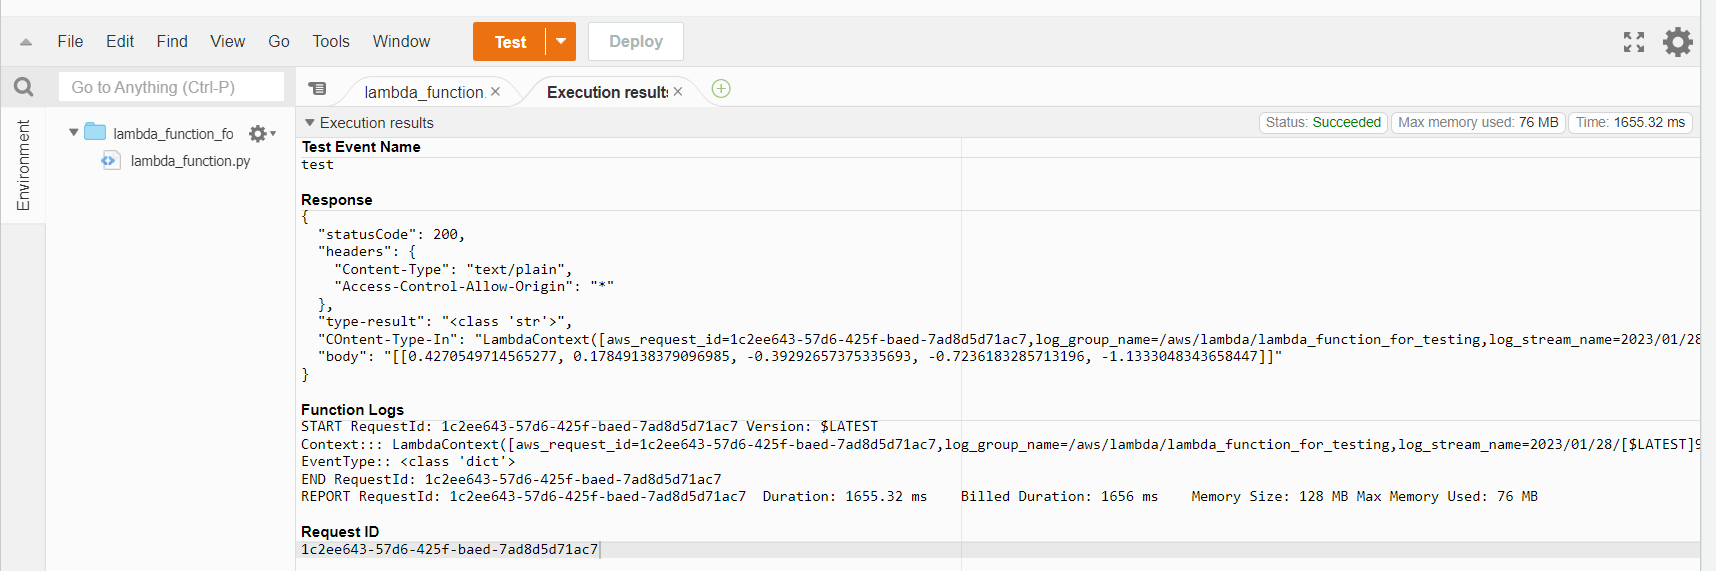 File Edit Find View Go Tools Window Test Deploy
Go to Anything (Ctrl-P)
lambda_function. Execution results
Environment
lambda_function_fo
lambda_function.py
Execution results Status: Succeeded Max memory used: 76 MB Time: 1655.32 ms
Test Event Name
test
Response
{
"statusCode": 200,
"headers": {
"Content-Type": "text/plain",
"Access-Control-Allow-Origin": "*"
},
"type-result": "<class 'str'>",
"COntent-Type-In": "LambdaContext([aws_request_id=1c2ee643-57d6-425f-baed-7ad8d5d71ac7,log_group_name=/aws/lambda/lambda_function_for_testing,log_stream_name=2023/01/28
"body": "[[0.4270549714565277, 0.17849138379096985, -0.39292657375335693, -0.7236183285713196, -1.1333048343658447]]"
}
Function Logs
START RequestId: 1c2ee643-57d6-425f-baed-7ad8d5d71ac7 Version: $LATEST
Context::: LambdaContext([aws_request_id=1c2ee643-57d6-425f-baed-7ad8d5d71ac7,log_group_name=/aws/lambda/lambda_function_for_testing,log_stream_name=2023/01/28/[$LATEST]9
EventType:: <class 'dict'>
END RequestId: 1c2ee643-57d6-425f-baed-7ad8d5d71ac7
REPORT RequestId: 1c2ee643-57d6-425f-baed-7ad8d5d71ac7 Duration: 1655.32 ms Billed Duration: 1656 ms Memory Size: 128 MB Max Memory Used: 76 MB
Request ID
1c2ee643-57d6-425f-baed-7ad8d5d71ac7